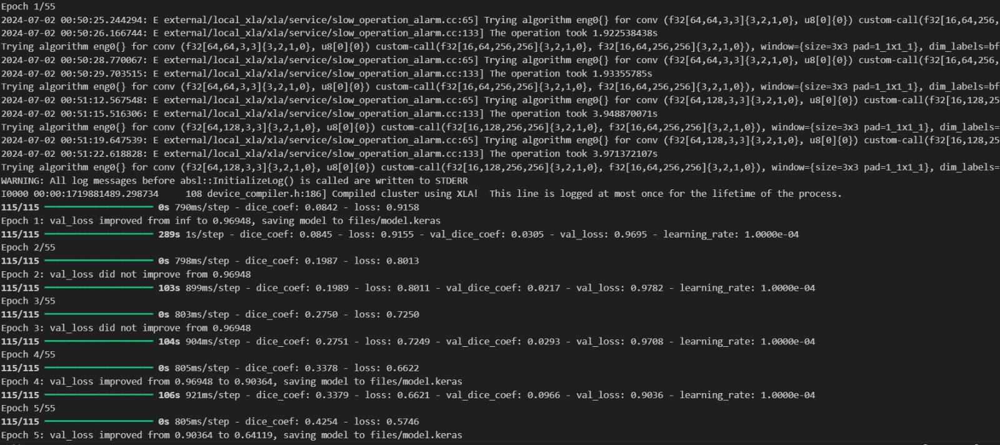 Epoch 1/55
2024-07-02 00:50:25.244294: E external/local_xla/xla/service/slow_operation_alarm.cc:65] Trying algorithm eng0{} for conv (f32[64,64,3,3]{3,2,1,0}, u8[0]{0}) custom-call(f32[16,64,256,
2024-07-02 00:50:26.166744: E external/local_xla/xla/service/slow_operation_alarm.cc:133] The operation took 1.922538438s
Trying algorithm eng0{} for conv (f32[64,64,3,3]{3,2,1,0}, u8[0]{0}) custom-call(f32[16,64,256,256]{3,2,1,0}, f32[16,64,256,256]{3,2,1,0}), window={size=3x3 pad=1_1x1_1}, dim_labels=bf
2024-07-02 00:50:28.770067: E external/local_xla/xla/service/slow_operation_alarm.cc:65] Trying algorithm eng0{} for conv (f32[64,64,3,3]{3,2,1,0}, u8[0]{0}) custom-call(f32[16,64,256,
2024-07-02 00:50:29.703515: E external/local_xla/xla/service/slow_operation_alarm.cc:133] The operation took 1.93355785s
Trying algorithm eng0{} for conv (f32[64,64,3,3]{3,2,1,0}, u8[0]{0}) custom-call(f32[16,64,256,256]{3,2,1,0}, f32[16,64,256,256]{3,2,1,0}), window={size=3x3 pad=1_1x1_1}, dim_labels=bf
2024-07-02 00:51:12.567548: E external/local_xla/xla/service/slow_operation_alarm.cc:65] Trying algorithm eng0{} for conv (f32[64,128,3,3]{3,2,1,0}, u8[0]{0}) custom-call(f32[16,128,25
2024-07-02 00:51:15.516306: E external/local_xla/xla/service/slow_operation_alarm.cc:133] The operation took 3.948870071s
Trying algorithm eng0{} for conv (f32[64,128,3,3]{3,2,1,0}, u8[0]{0}) custom-call(f32[16,128,256,256]{3,2,1,0}, f32[16,64,256,256]{3,2,1,0}), window={size=3x3 pad=1_1x1_1}, dim_labels=
2024-07-02 00:51:19.647539: E external/local_xla/xla/service/slow_operation_alarm.cc:65] Trying algorithm eng0{} for conv (f32[64,128,3,3]{3,2,1,0}, u8[0]{0}) custom-call(f32[16,128,25
2024-07-02 00:51:22.618828: E external/local_xla/xla/service/slow_operation_alarm.cc:133] The operation took 3.971372107s
Trying algorithm eng0{} for conv (f32[64,128,3,3]{3,2,1,0}, u8[0]{0}) custom-call(f32[16,128,256,256]{3,2,1,0}, f32[16,64,256,256]{3,2,1,0}), window={size=3x3 pad=1_1x1_1}, dim_labels=
WARNING: All log messages before absl::InitializeLog() is called are written to STDERR
I0000 00:00:1719881489.298734     108 device_compiler.h:186] Compiled cluster using XLA!  This line is logged at most once for the lifetime of the process.
115/115 ━━━━━━━━━━━━━━━━━━━━ 0s 790ms/step - dice_coef: 0.0842 - loss: 0.9158
Epoch 1: val_loss improved from inf to 0.96948, saving model to files/model.keras
115/115 ━━━━━━━━━━━━━━━━━━━━ 289s 1s/step - dice_coef: 0.0845 - loss: 0.9155 - val_dice_coef: 0.0305 - val_loss: 0.9695 - learning_rate: 1.0000e-04
Epoch 2/55
115/115 ━━━━━━━━━━━━━━━━━━━━ 0s 798ms/step - dice_coef: 0.1987 - loss: 0.8013
Epoch 2: val_loss did not improve from 0.96948
115/115 ━━━━━━━━━━━━━━━━━━━━ 103s 899ms/step - dice_coef: 0.1989 - loss: 0.8011 - val_dice_coef: 0.0217 - val_loss: 0.9782 - learning_rate: 1.0000e-04
Epoch 3/55
115/115 ━━━━━━━━━━━━━━━━━━━━ 0s 803ms/step - dice_coef: 0.2750 - loss: 0.7250
Epoch 3: val_loss did not improve from 0.96948
115/115 ━━━━━━━━━━━━━━━━━━━━ 104s 904ms/step - dice_coef: 0.2751 - loss: 0.7249 - val_dice_coef: 0.0293 - val_loss: 0.9708 - learning_rate: 1.0000e-04
Epoch 4/55
115/115 ━━━━━━━━━━━━━━━━━━━━ 0s 805ms/step - dice_coef: 0.3378 - loss: 0.6622
Epoch 4: val_loss improved from 0.96948 to 0.90364, saving model to files/model.keras
115/115 ━━━━━━━━━━━━━━━━━━━━ 106s 921ms/step - dice_coef: 0.3379 - loss: 0.6621 - val_dice_coef: 0.0966 - val_loss: 0.9036 - learning_rate: 1.0000e-04
Epoch 5/55
115/115 ━━━━━━━━━━━━━━━━━━━━ 0s 805ms/step - dice_coef: 0.4254 - loss: 0.5746
Epoch 5: val_loss improved from 0.90364 to 0.64119, saving model to files/model.keras